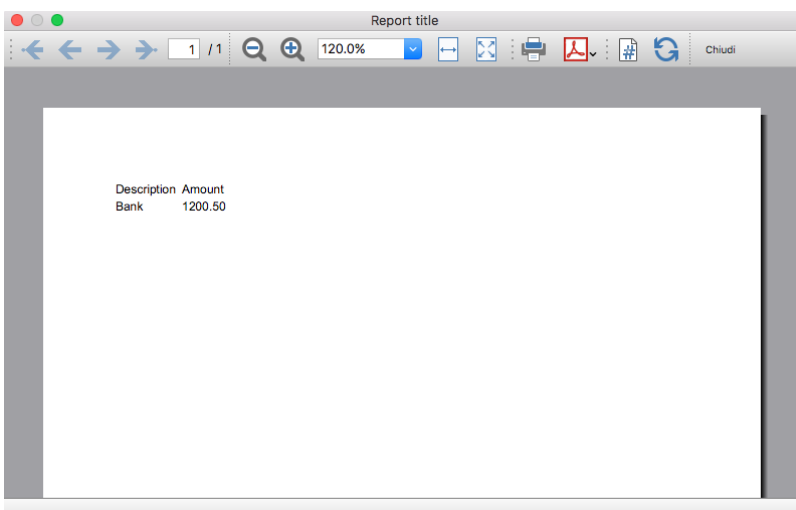 Report title
1 / 1 120.0% # Chiudi
Description Amount
Bank 1200.50